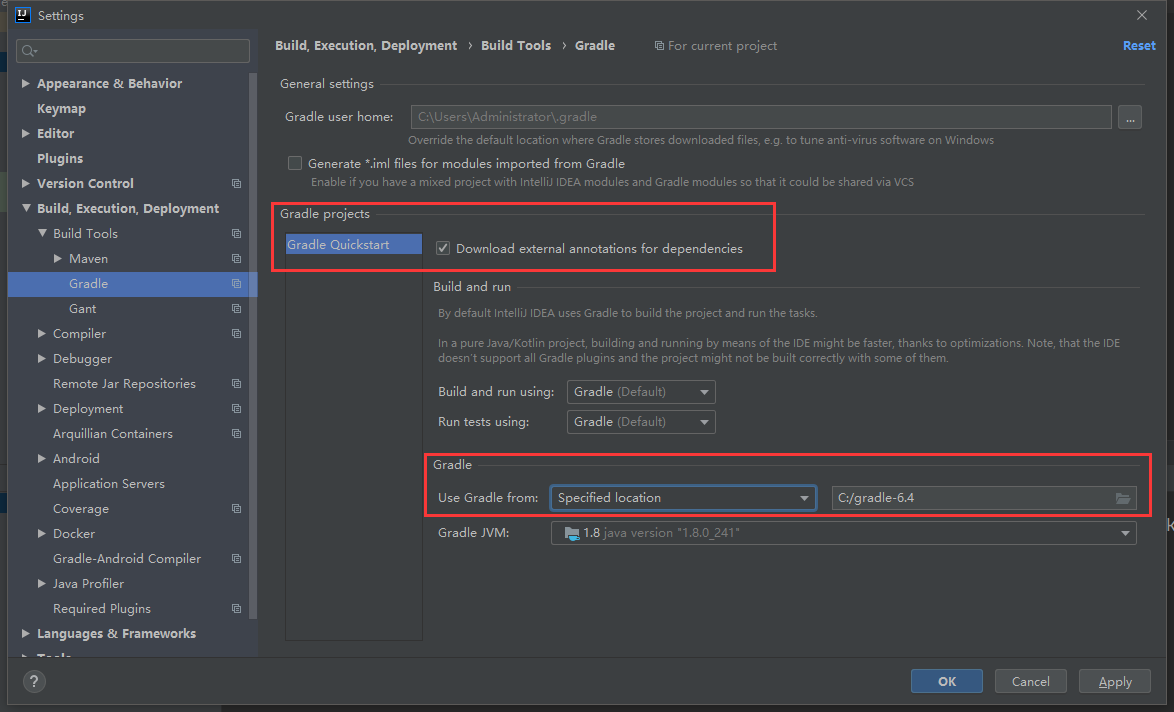 Settings
Build, Execution, Deployment › Build Tools › Gradle
For current project
Reset
Appearance & Behavior
Keymap
Editor
Plugins
Version Control
Build, Execution, Deployment
Build Tools
Maven
Gradle
Gant
Compiler
Debugger
Remote Jar Repositories
Deployment
Arquillian Containers
Android
Application Servers
Coverage
Docker
Gradle-Android Compiler
Java Profiler
Required Plugins
Languages & Frameworks
General settings
Gradle user home: C:\Users\Administrator\.gradle ...
Override the default location where Gradle stores downloaded files, e.g. to tune anti-virus software on Windows
Generate *.iml files for modules imported from Gradle
Enable if you have a mixed project with IntelliJ IDEA modules and Gradle modules so that it could be shared via VCS
Gradle projects
Gradle Quickstart
Download external annotations for dependencies
Build and run
By default IntelliJ IDEA uses Gradle to build the project and run the tasks.
In a pure Java/Kotlin project, building and running by means of the IDE might be faster, thanks to optimizations. Note, that the IDE
doesn't support all Gradle plugins and the project might not be built correctly with some of them.
Build and run using: Gradle (Default)
Run tests using: Gradle (Default)
Gradle
Use Gradle from: Specified location C:/gradle-6.4
Gradle JVM: 1.8 java version "1.8.0_241"
?
OK
Cancel
Apply